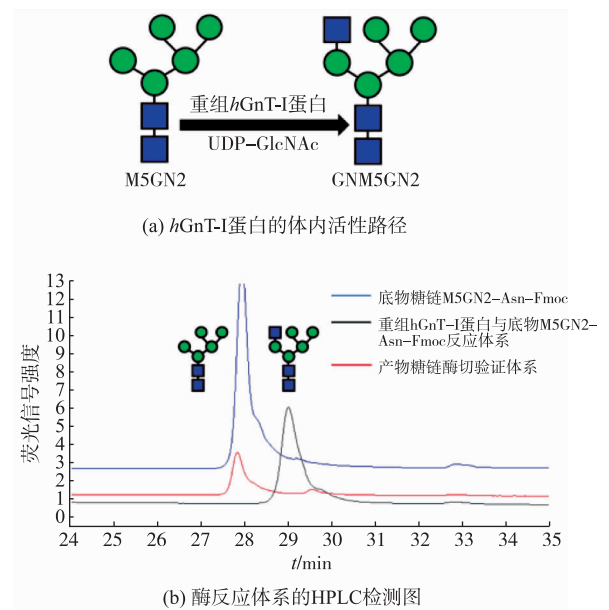 重组hGnT-I蛋白
UDP-GlcNAc
M5GN2
GNM5GN2
(a) hGnT-I蛋白的体内活性路径
13
12
11
10
9
8
7
6
5
4
3
2
1
0
荧光信号强度
底物糖链M5GN2-Asn-Fmoc
重组hGnT-I蛋白与底物M5GN2-
Asn-Fmoc反应体系
产物糖链酶切验证体系
24 25 26 27 28 29 30 31 32 33 34 35
t/min
(b) 酶反应体系的HPLC检测图